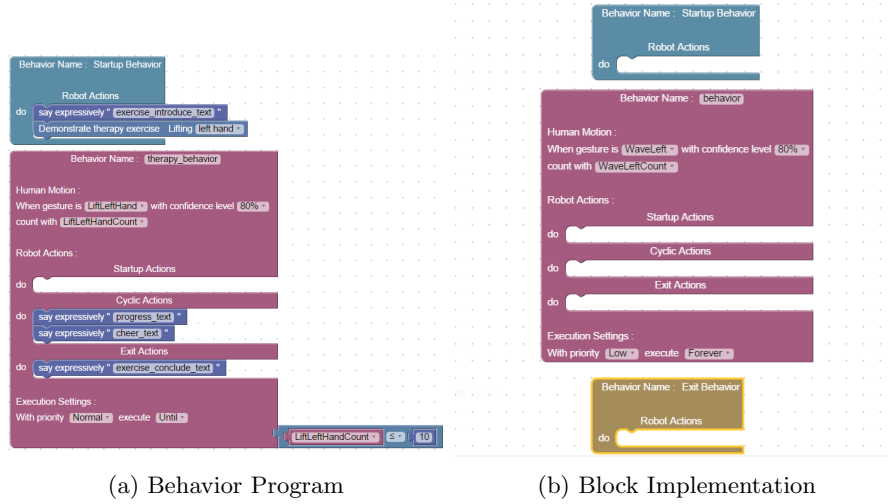 Behavior Name : Startup Behavior
Robot Actions
do say expressively " exercise_introduce_text "
Demonstrate therapy exercise Lifting left hand
Behavior Name : therapy_behavior
Human Motion :
When gesture is LiftLeftHand with confidence level 80%
count with LiftLeftHandCount
Robot Actions :
Startup Actions
do
Cyclic Actions
do say expressively " progress_text "
say expressively " cheer_text "
Exit Actions
do say expressively " exercise_conclude_text "
Execution Settings :
With priority Normal execute Until
LiftLeftHandCount ≤ 10
(a) Behavior Program
Behavior Name : Startup Behavior
Robot Actions
do
Behavior Name : behavior
Human Motion :
When gesture is WaveLeft with confidence level 80%
count with WaveLeftCount
Robot Actions :
Startup Actions
do
Cyclic Actions
do
Exit Actions
do
Execution Settings :
With priority Low execute Forever
Behavior Name : Exit Behavior
Robot Actions
do
(b) Block Implementation